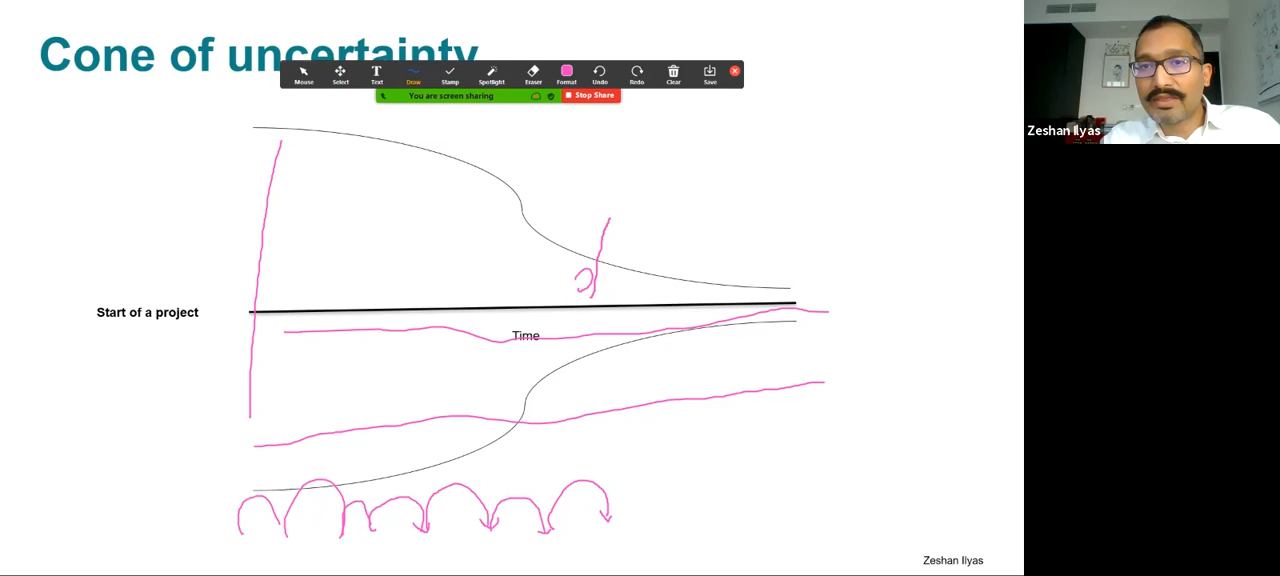 Cone of uncertainty
Mouse Select Text Draw Stamp Spotlight Eraser Format Undo Redo Clear Save
You are screen sharing Stop Share
Zeshan Ilyas
Start of a project
Time
Zeshan Ilyas